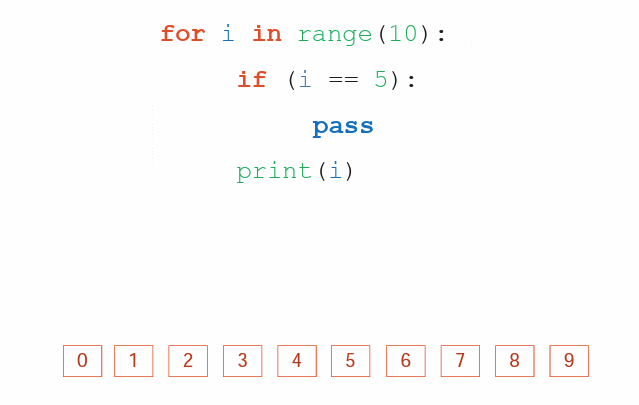 for i in range(10):
if (i == 5):
pass
print(i)
0 1 2 3 4 5 6 7 8 9